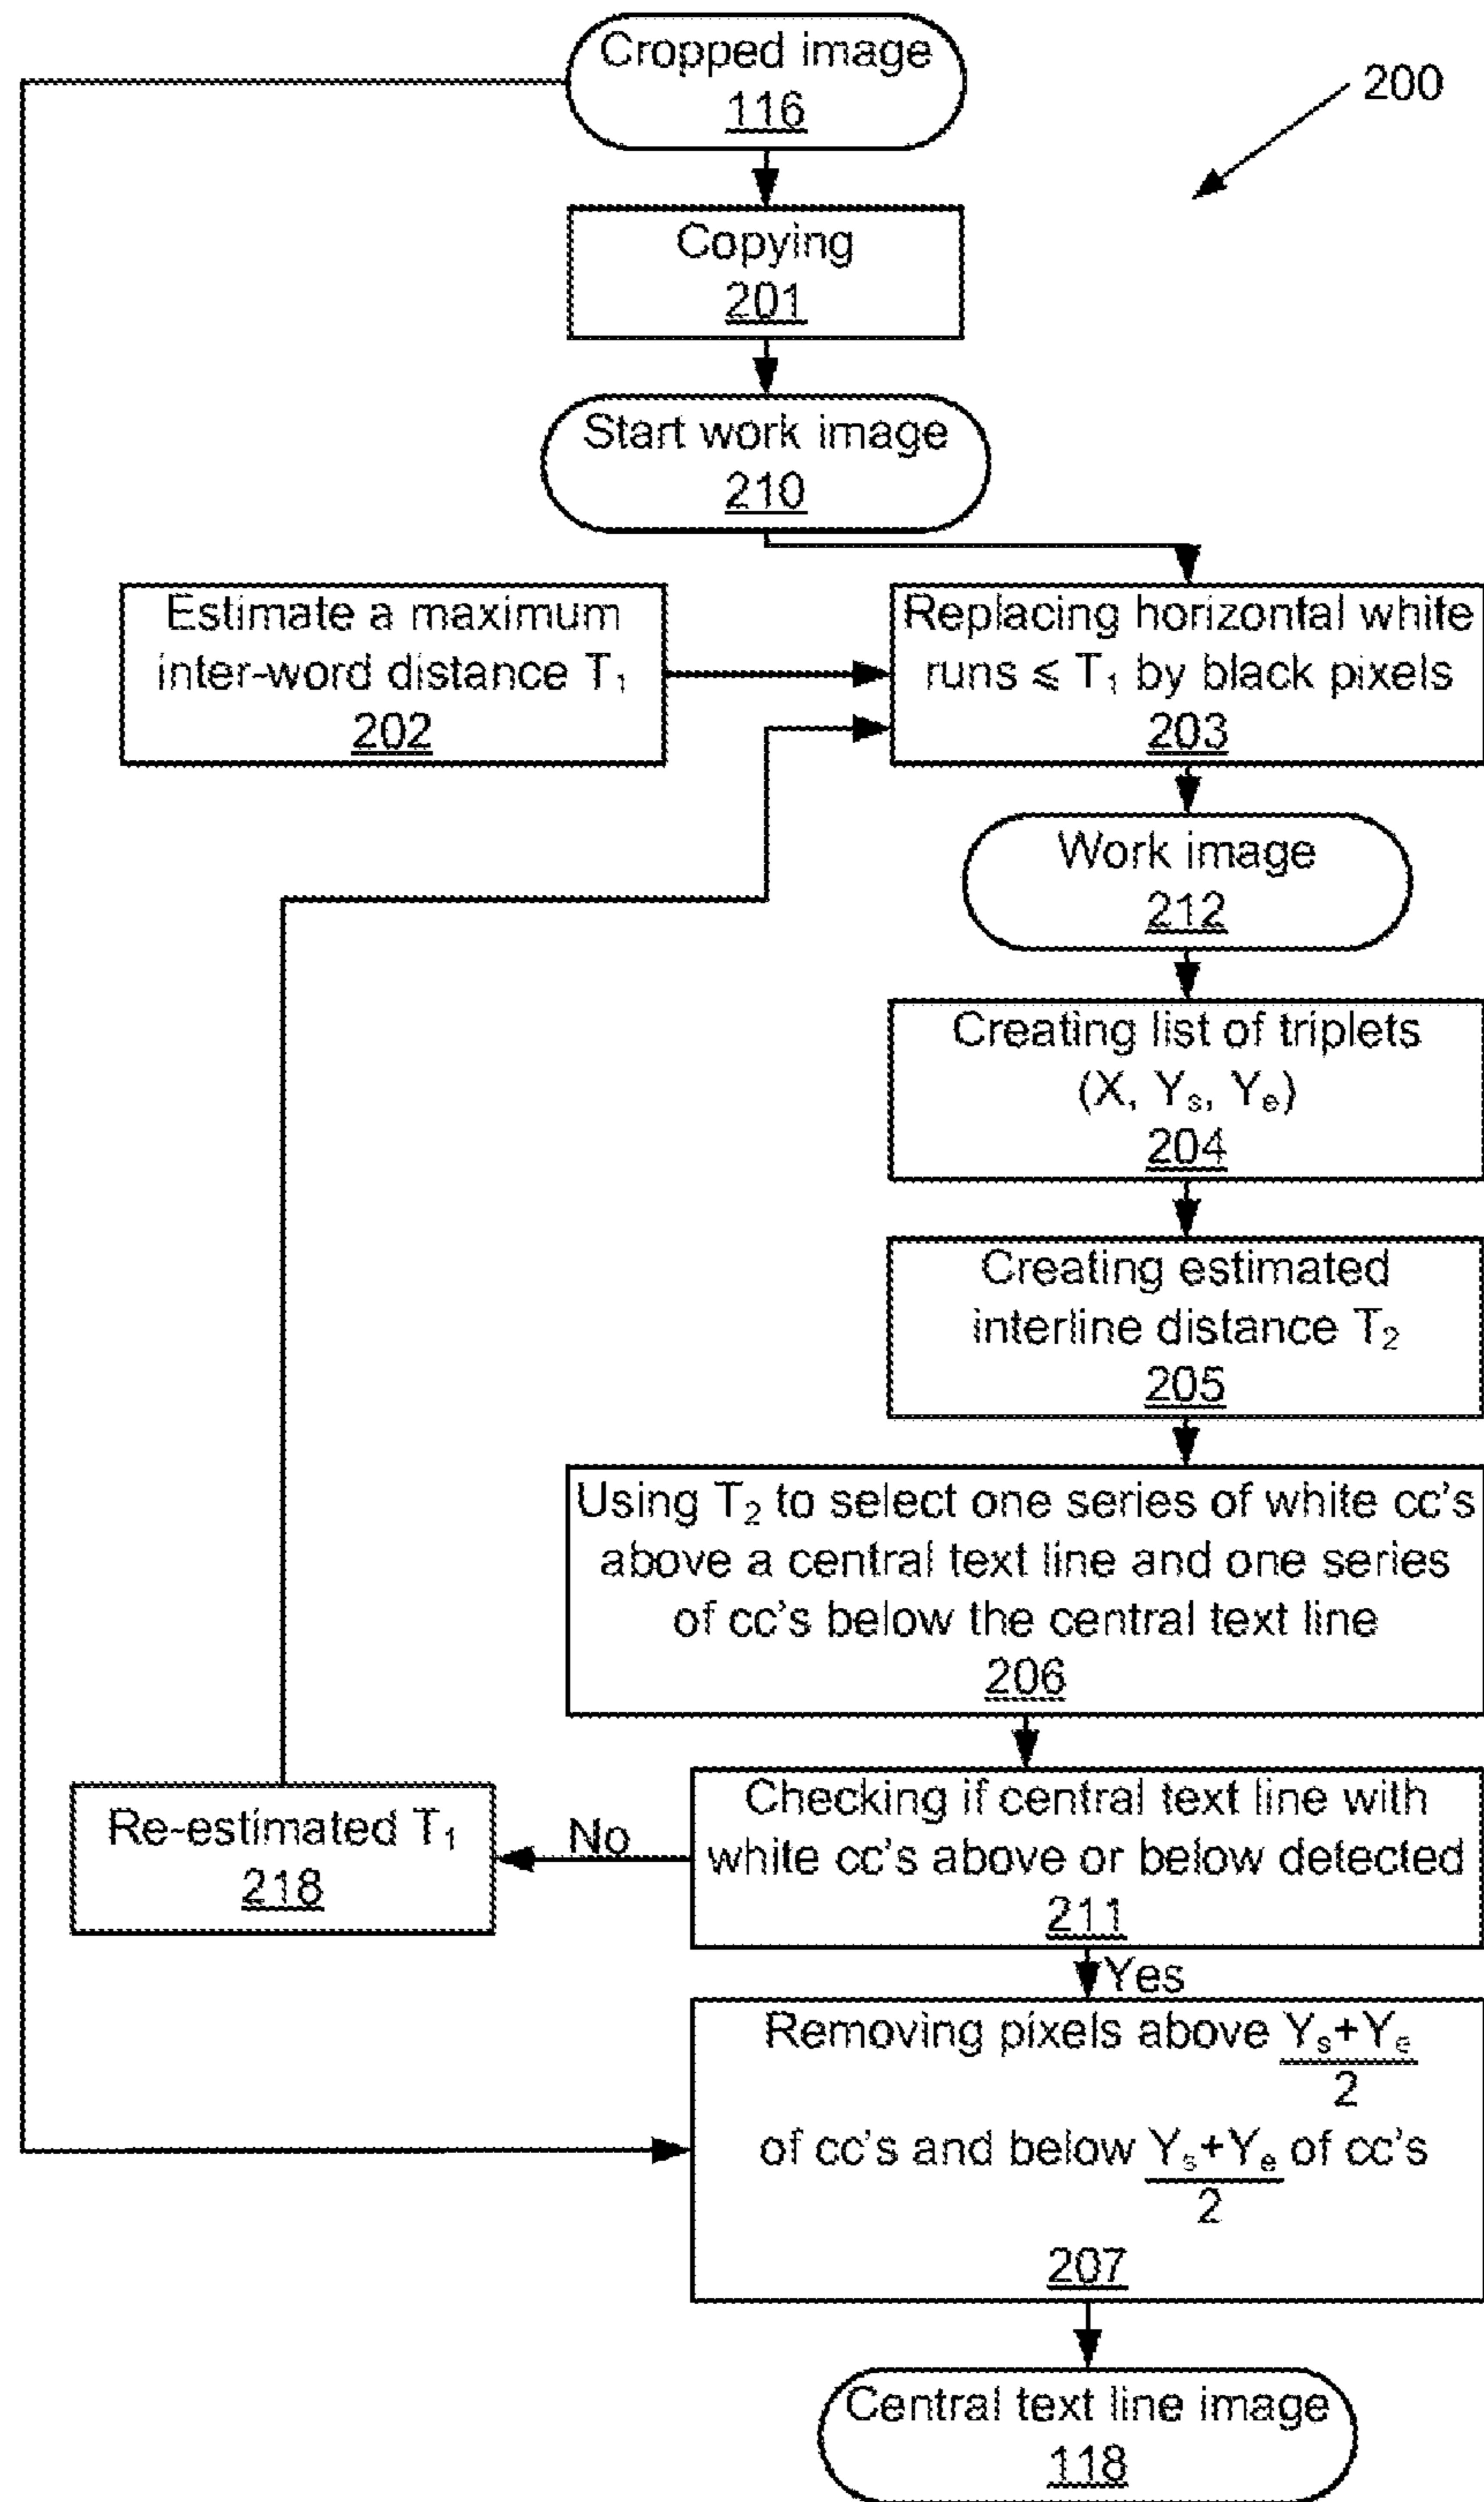 Cropped image
116
200
Copying
201
Start work image
210
Estimate a maximum
inter-word distance T₁
202
Replacing horizontal white
runs ⩽ T₁ by black pixels
203
Work image
212
Creating list of triplets
(X, Yₛ, Yₑ)
204
Creating estimated
interline distance T₂
205
Using T₂ to select one series of white cc's
above a central text line and one series
of cc's below the central text line
206
Checking if central text line with
white cc's above or below detected
211
No
Re-estimated T₁
218
Yes
Removing pixels above Yₛ+Yₑ
2
of cc's and below Yₛ+Yₑ of cc's
2
207
Central text line image
118